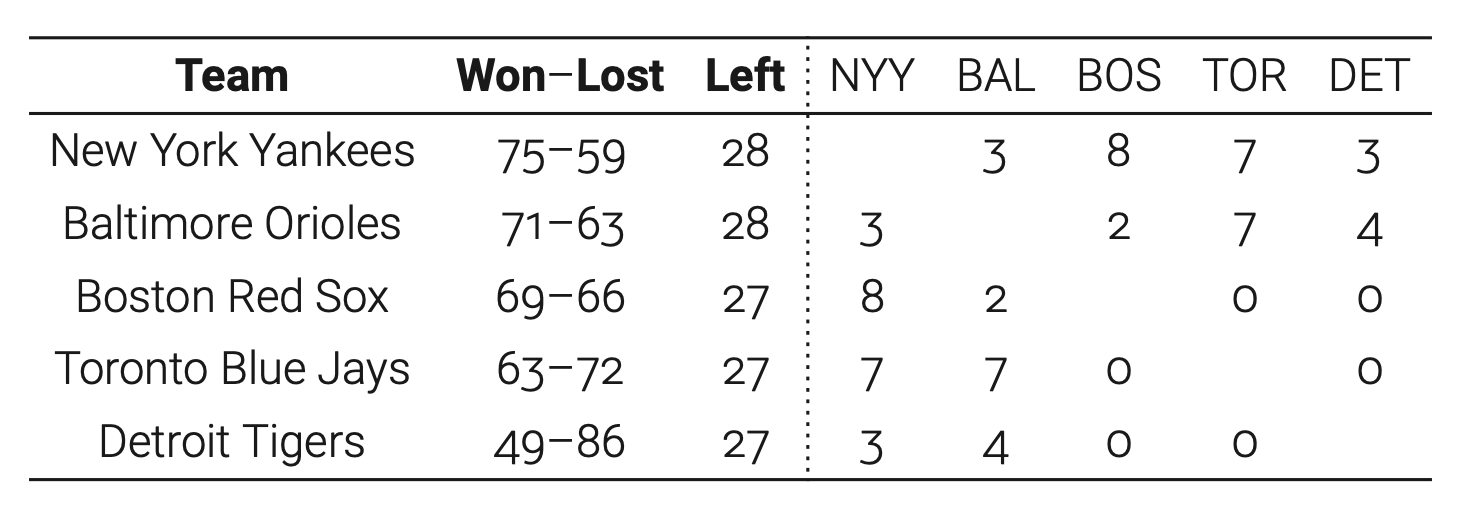 Team Won–Lost Left NYY BAL BOS TOR DET
New York Yankees 75–59 28 3 8 7 3
Baltimore Orioles 71–63 28 3 2 7 4
Boston Red Sox 69–66 27 8 2 0 0
Toronto Blue Jays 63–72 27 7 7 0 0
Detroit Tigers 49–86 27 3 4 0 0